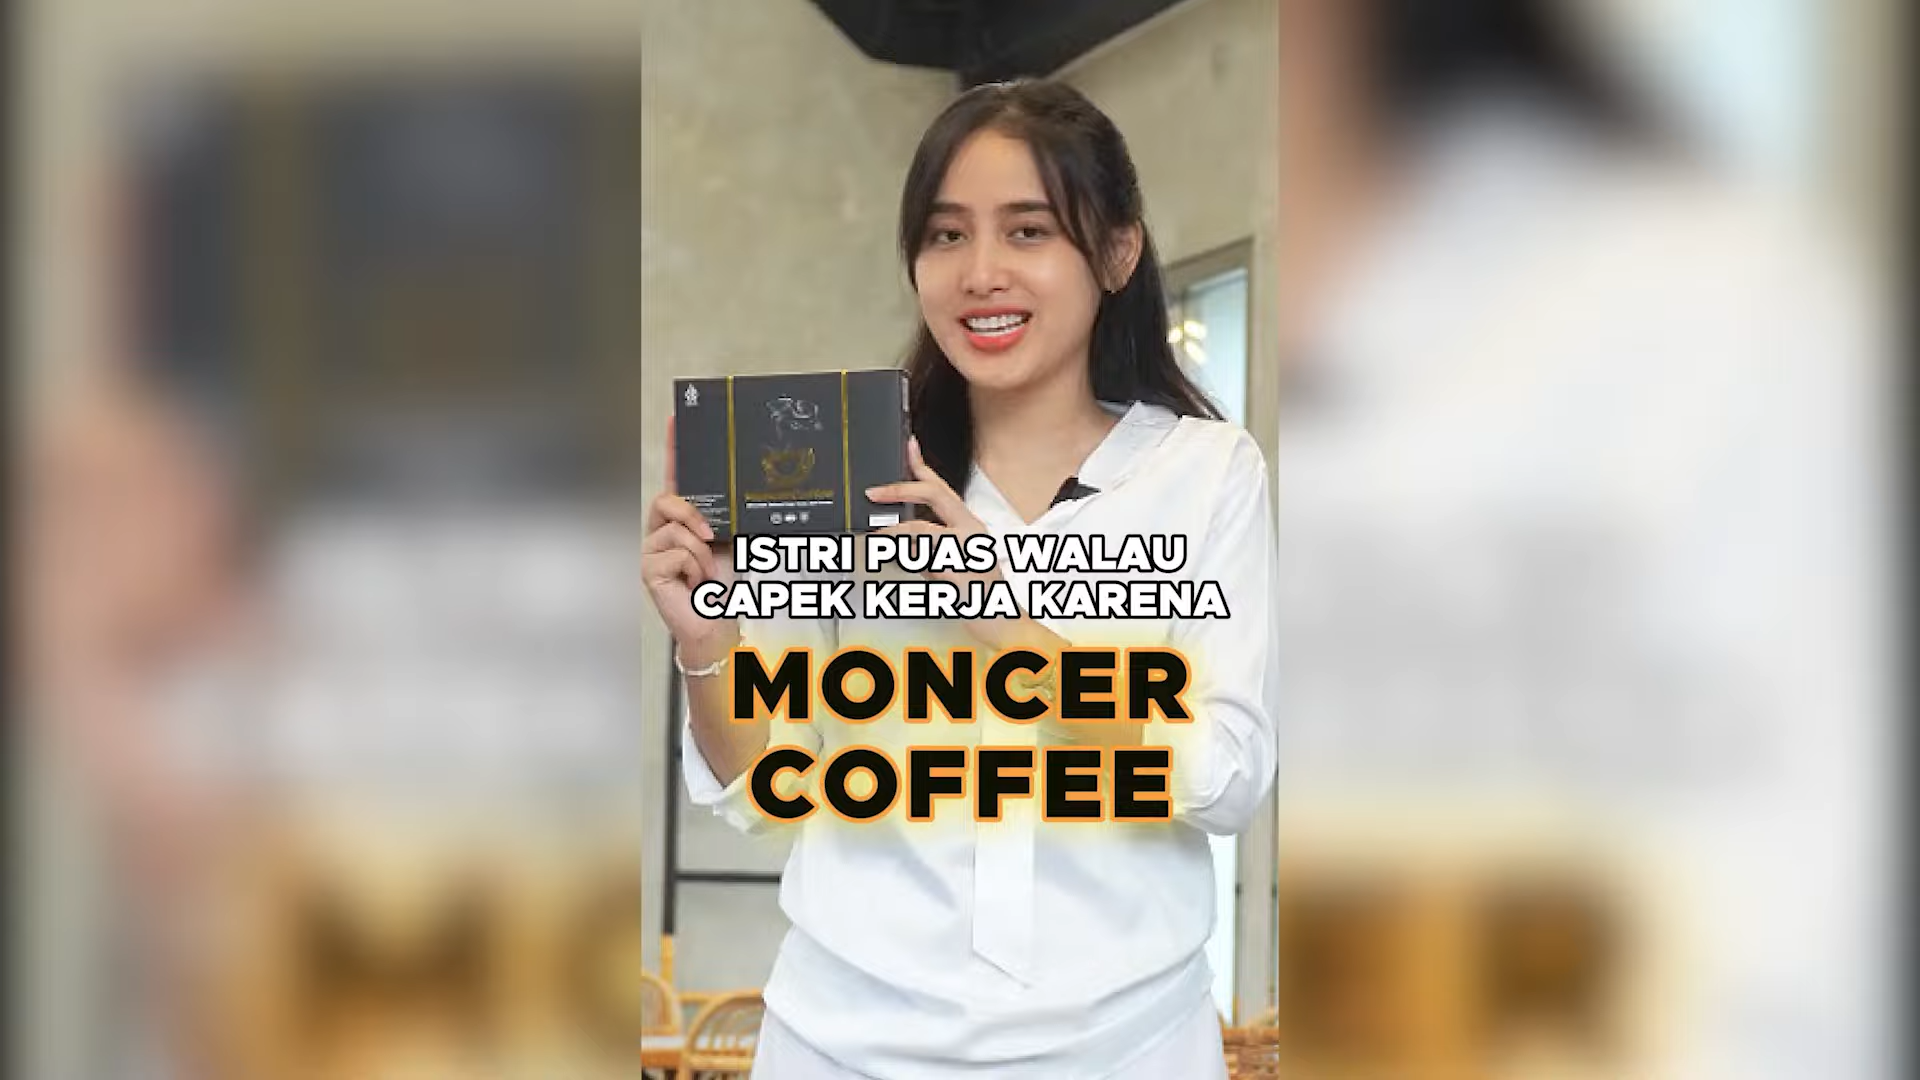 ISTRI PUAS WALAU
CAPEK KERJA KARENA
MONCER
COFFEE